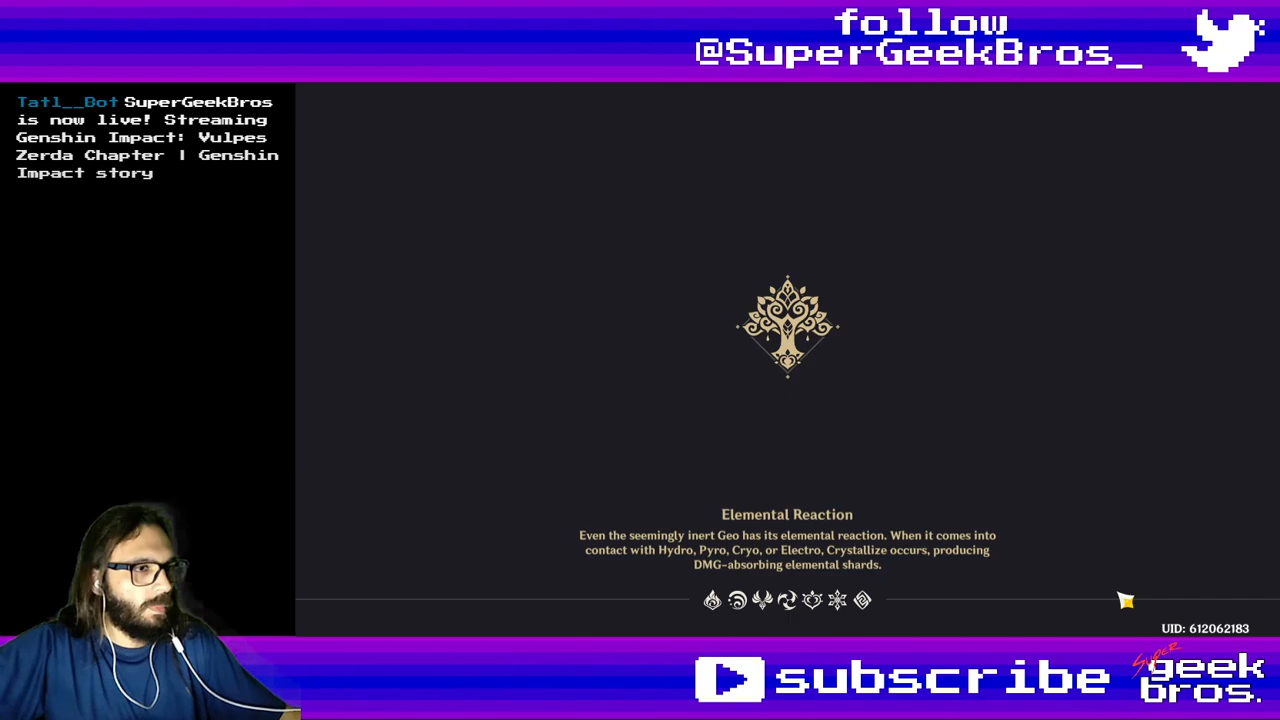 follow
@SuperGeekBros_
Tatl__Bot SuperGeekBros
is now live! Streaming
Genshin Impact: Vulpes
Zerda Chapter | Genshin
Impact story
Elemental Reaction
Even the seemingly inert Geo has its elemental reaction. When it comes into
contact with Hydro, Pyro, Cryo, or Electro, Crystallize occurs, producing
DMG-absorbing elemental shards.
UID: 612062183
subscribe
SUPER
geek
bros.